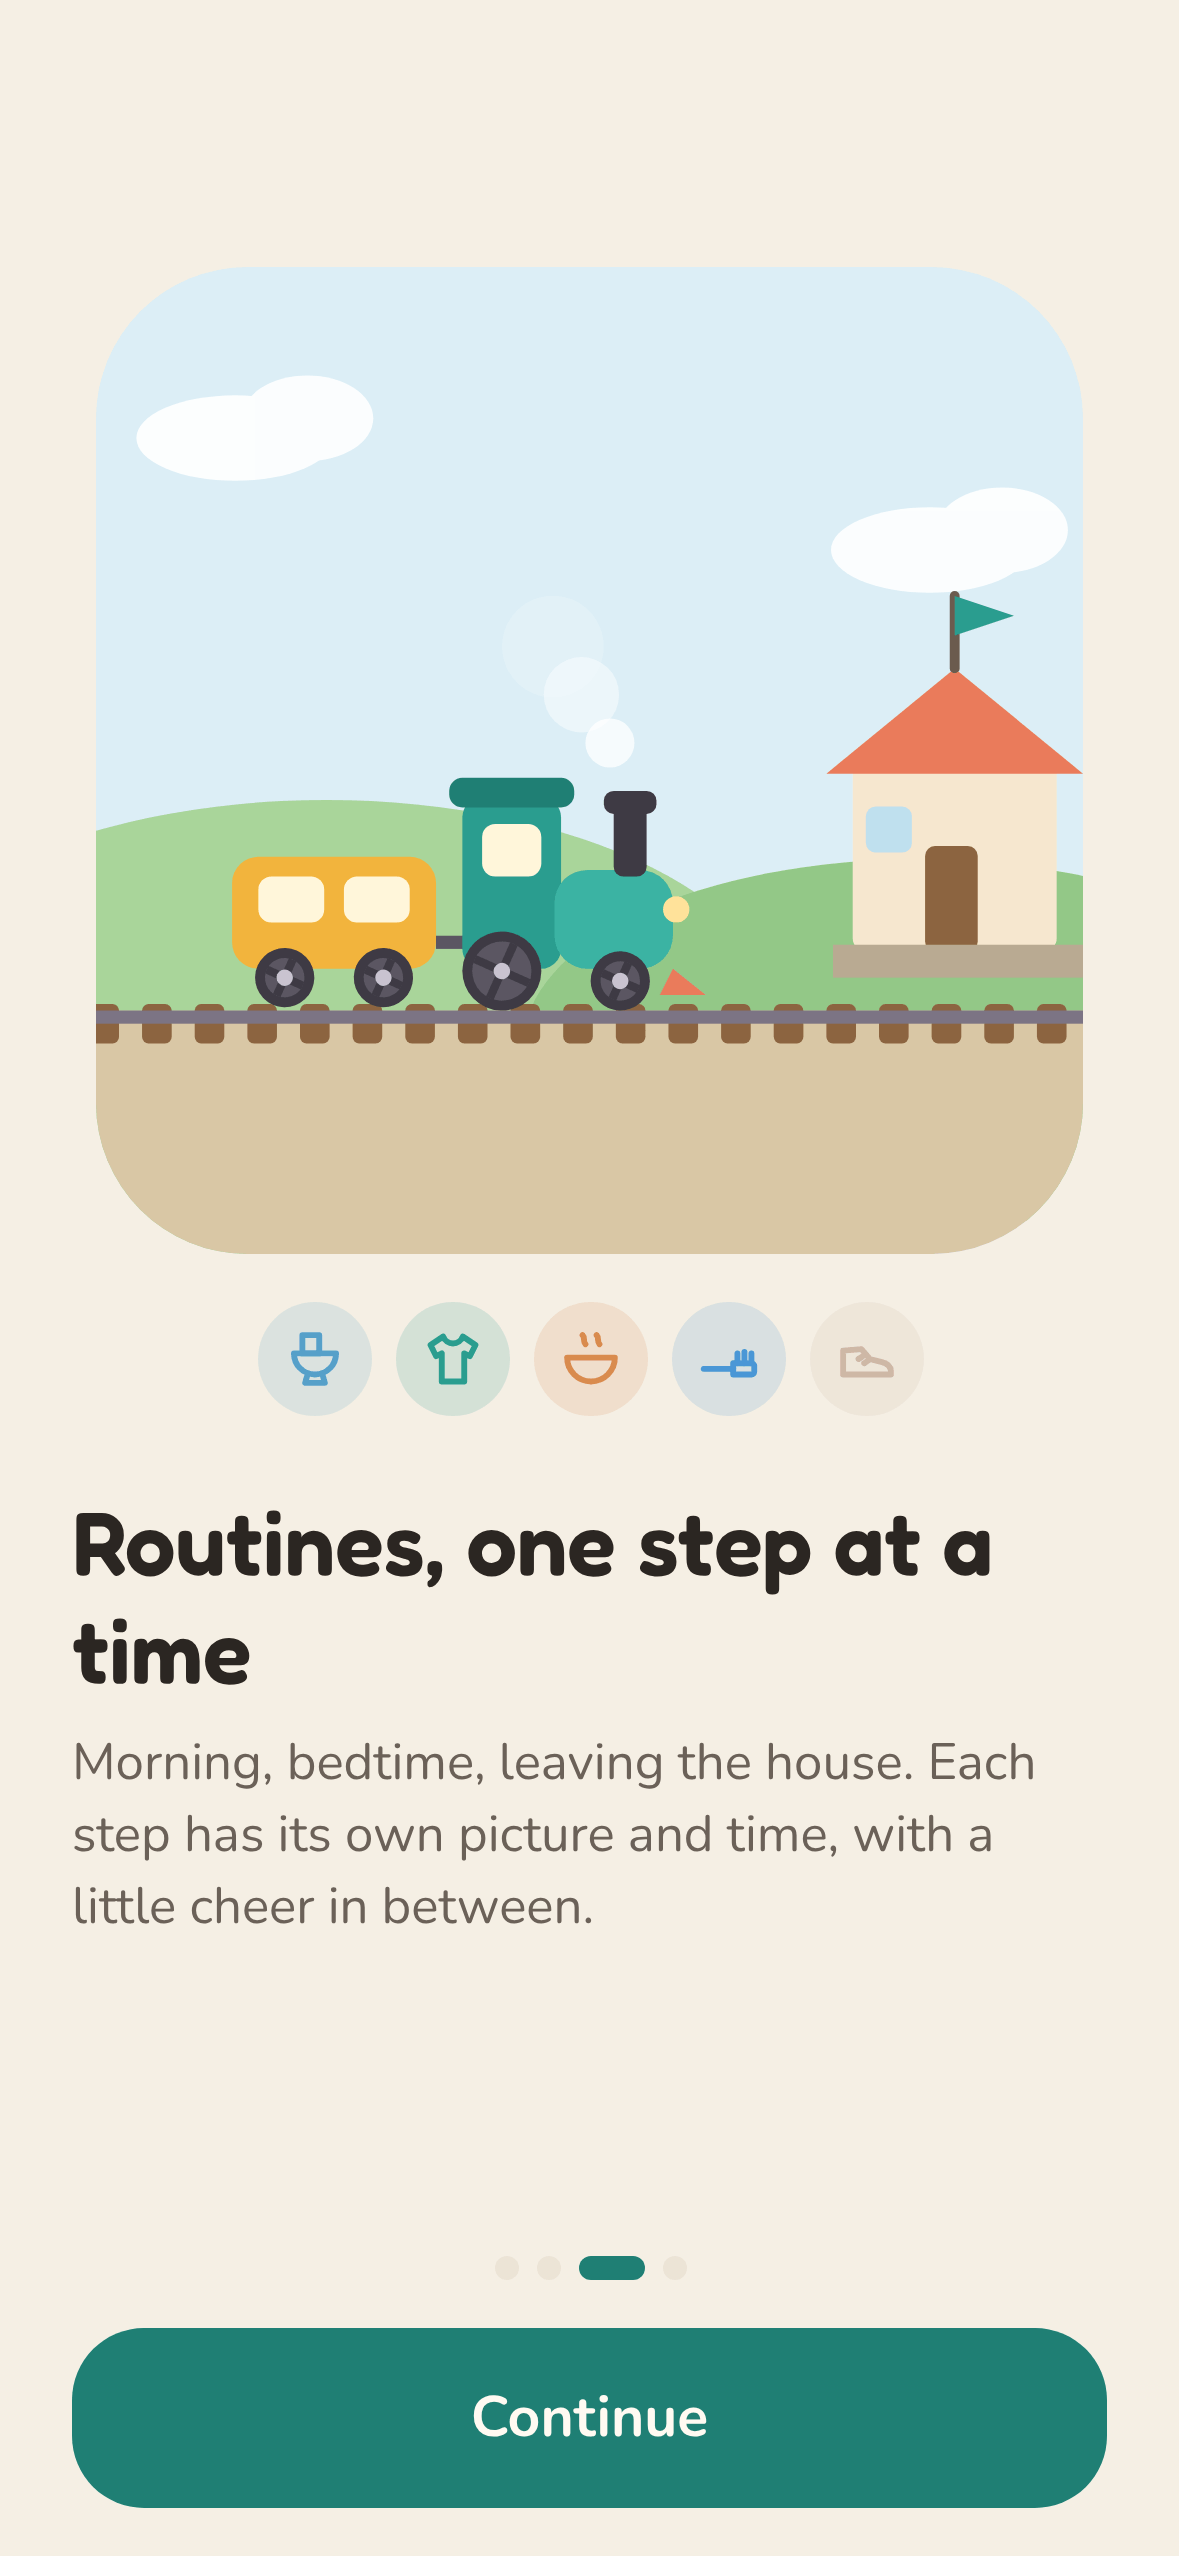 Routines, one step at a
time
Morning, bedtime, leaving the house. Each
step has its own picture and time, with a
little cheer in between.
Continue